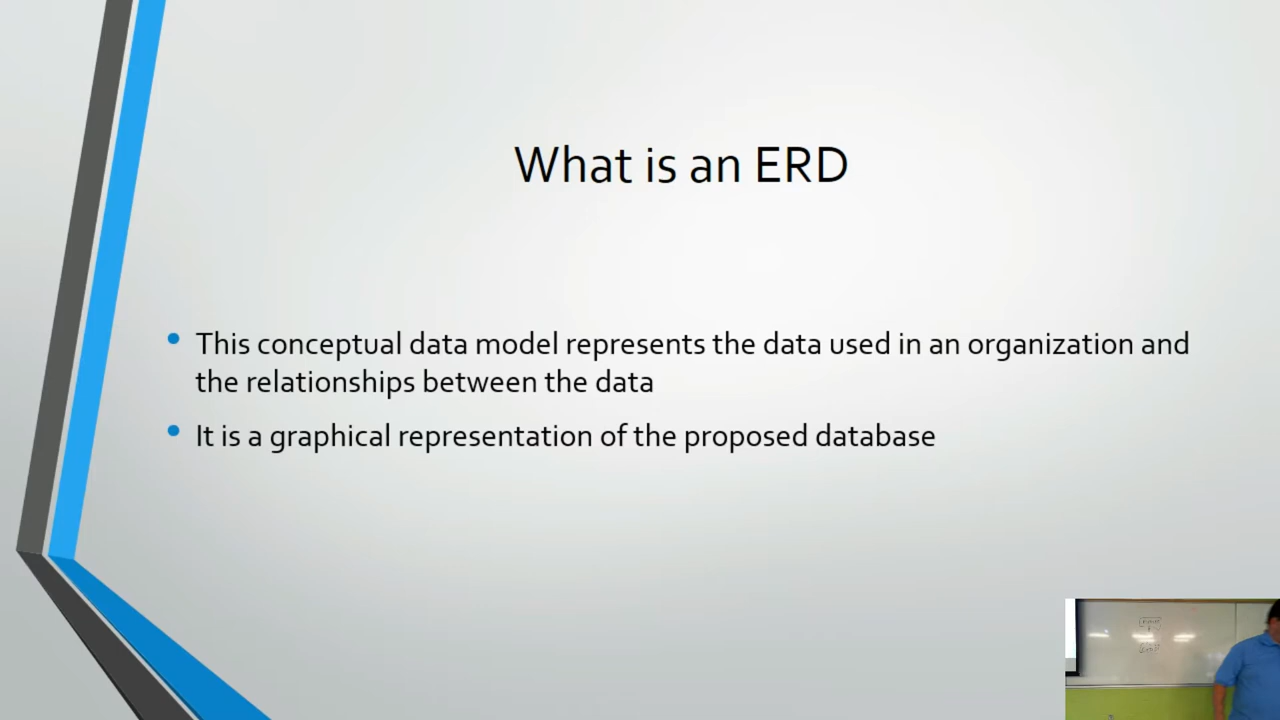 What is an ERD
• This conceptual data model represents the data used in an organization and
the relationships between the data
• It is a graphical representation of the proposed database